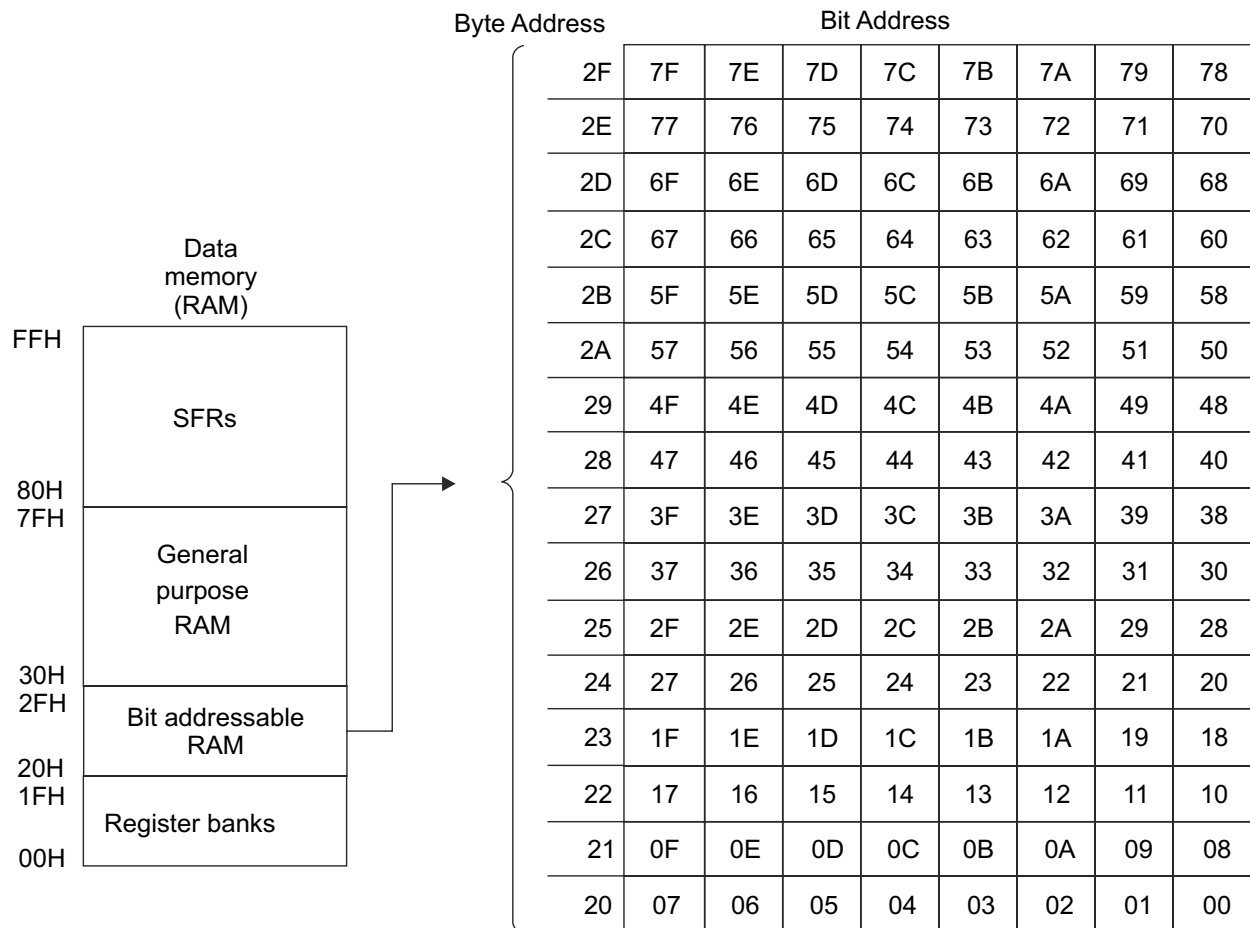 Byte Address Bit Address
2F 7F 7E 7D 7C 7B 7A 79 78
2E 77 76 75 74 73 72 71 70
2D 6F 6E 6D 6C 6B 6A 69 68
2C 67 66 65 64 63 62 61 60
2B 5F 5E 5D 5C 5B 5A 59 58
2A 57 56 55 54 53 52 51 50
29 4F 4E 4D 4C 4B 4A 49 48
28 47 46 45 44 43 42 41 40
27 3F 3E 3D 3C 3B 3A 39 38
26 37 36 35 34 33 32 31 30
25 2F 2E 2D 2C 2B 2A 29 28
24 27 26 25 24 23 22 21 20
23 1F 1E 1D 1C 1B 1A 19 18
22 17 16 15 14 13 12 11 10
21 0F 0E 0D 0C 0B 0A 09 08
20 07 06 05 04 03 02 01 00
Data
memory
(RAM)
FFH
SFRs
80H
7FH
General
purpose
RAM
30H
2FH
Bit addressable
RAM
20H
1FH
Register banks
00H